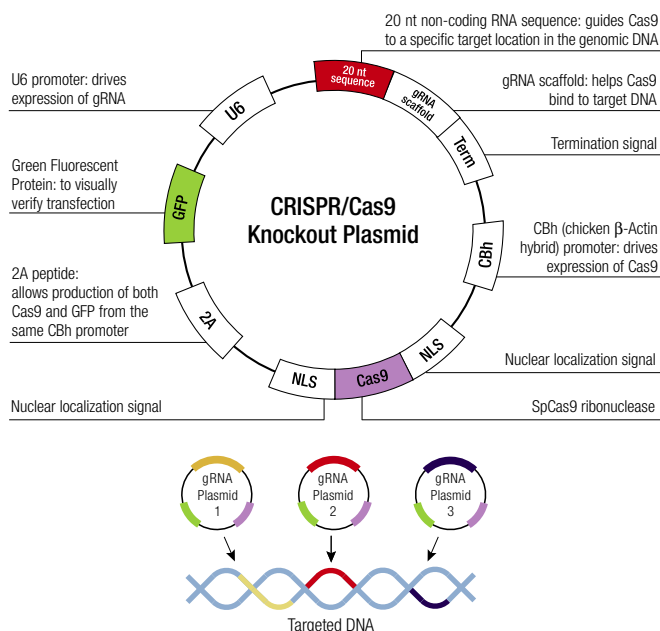 20 nt non-coding RNA sequence: guides Cas9
to a specific target location in the genomic DNA
U6 promoter: drives
expression of gRNA
20 nt
sequence
gRNA
scaffold
gRNA scaffold: helps Cas9
bind to target DNA
U6
Term
Termination signal
Green Fluorescent
Protein: to visually
verify transfection
GFP
CRISPR/Cas9
Knockout Plasmid
CBh
CBh (chicken β-Actin
hybrid) promoter: drives
expression of Cas9
2A peptide:
allows production of both
Cas9 and GFP from the
same CBh promoter
2A
NLS
Cas9
NLS
Nuclear localization signal
Nuclear localization signal
SpCas9 ribonuclease
gRNA
Plasmid
1
gRNA
Plasmid
2
gRNA
Plasmid
3
Targeted DNA